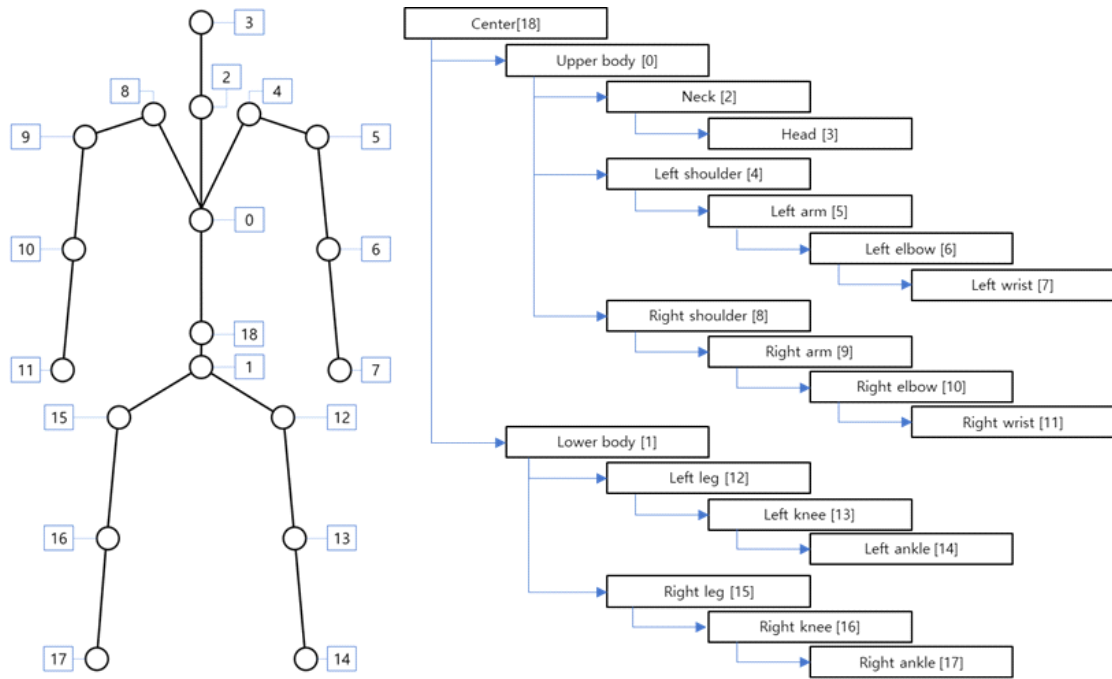 3
2
8
4
9
5
0
10
6
18
11
1
7
15
12
16
13
17
14
Center[18]
Upper body [0]
Neck [2]
Head [3]
Left shoulder [4]
Left arm [5]
Left elbow [6]
Left wrist [7]
Right shoulder [8]
Right arm [9]
Right elbow [10]
Right wrist [11]
Lower body [1]
Left leg [12]
Left knee [13]
Left ankle [14]
Right leg [15]
Right knee [16]
Right ankle [17]